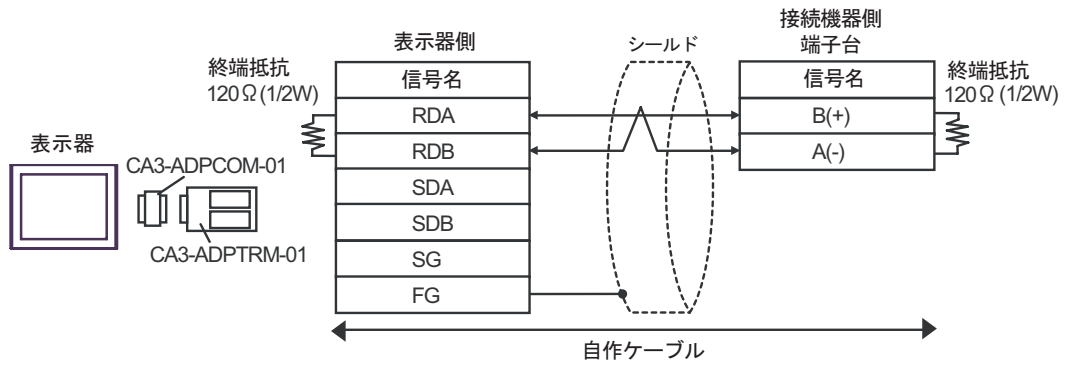 接続機器側
端子台
表示器側
シールド
終端抵抗
120Ω(1/2W)
信号名
信号名
終端抵抗
120Ω(1/2W)
RDA
B(+)
表示器
RDB
A(-)
CA3-ADPCOM-01
SDA
SDB
CA3-ADPTRM-01
SG
FG
自作ケーブル